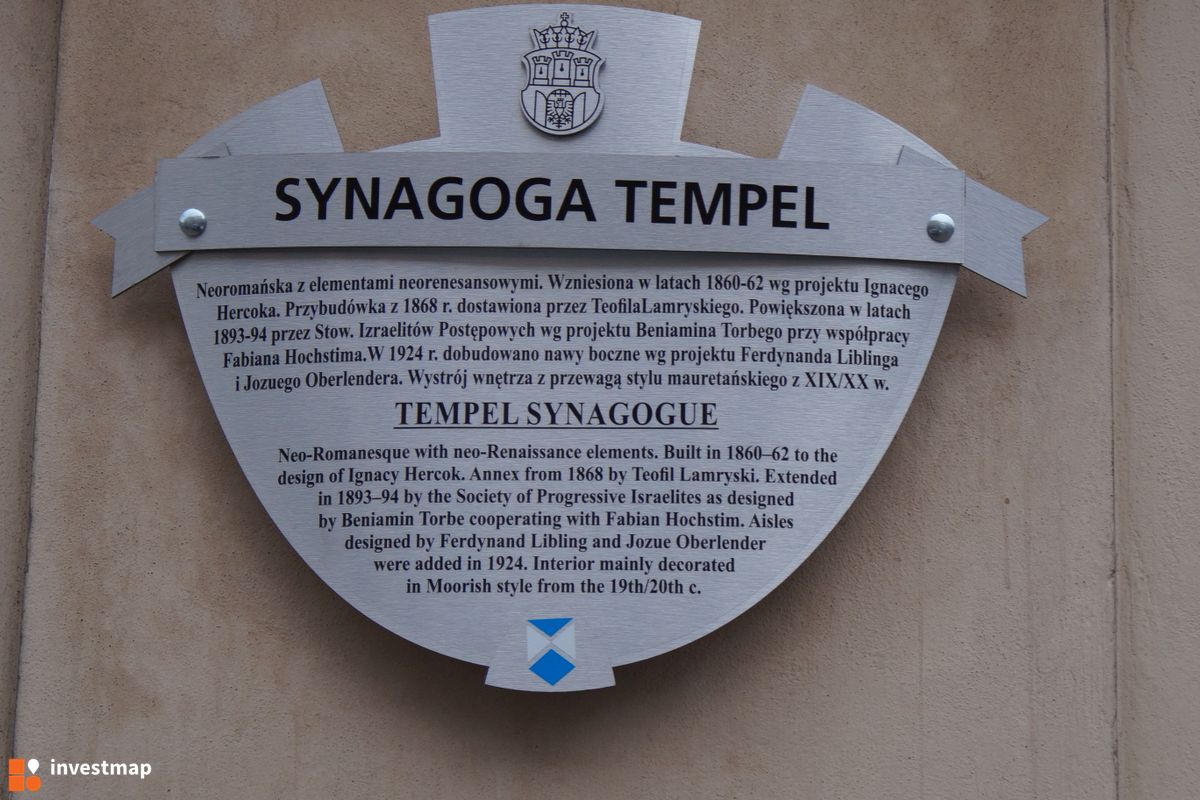 SYNAGOGA TEMPEL
Neoromańska z elementami neorenesansowymi. Wzniesiona w latach 1860-62 wg projektu Ignacego
Hercoka. Przybudówka z 1868 r. dostawiona przez TeofilaLamryskiego. Powiększona w latach
1893-94 przez Stow. Izraelitów Postępowych wg projektu Beniamina Torbego przy współpracy
Fabiana Hochstima.W 1924 r. dobudowano nawy boczne wg projektu Ferdynanda Liblinga
i Jozuego Oberlendera. Wystrój wnętrza z przewagą stylu mauretańskiego z XIX/XX w.
TEMPEL SYNAGOGUE
Neo-Romanesque with neo-Renaissance elements. Built in 1860–62 to the
design of Ignacy Hercok. Annex from 1868 by Teofil Lamryski. Extended
in 1893–94 by the Society of Progressive Israelites as designed
by Beniamin Torbe cooperating with Fabian Hochstim. Aisles
designed by Ferdynand Libling and Jozue Oberlender
were added in 1924. Interior mainly decorated
in Moorish style from the 19th/20th c.
investmap